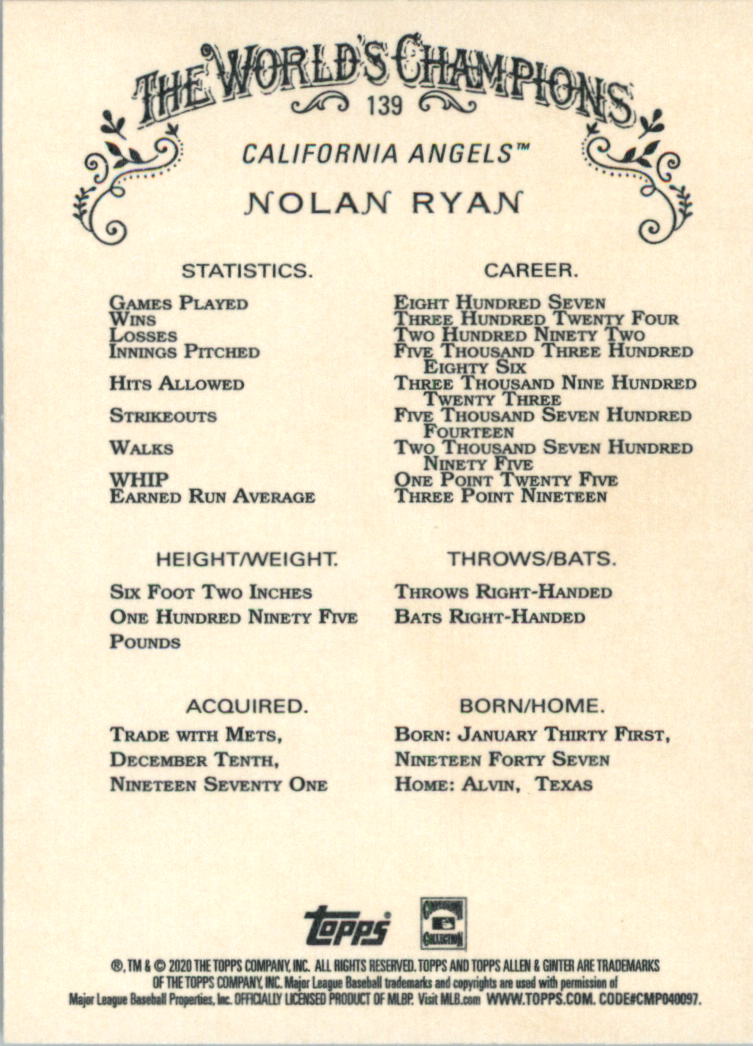 THE WORLD'S CHAMPIONS
139
CALIFORNIA ANGELS™
NOLAN RYAN
STATISTICS. CAREER.
GAMES PLAYED EIGHT HUNDRED SEVEN
WINS THREE HUNDRED TWENTY FOUR
LOSSES TWO HUNDRED NINETY TWO
INNINGS PITCHED FIVE THOUSAND THREE HUNDRED
EIGHTY SIX
HITS ALLOWED THREE THOUSAND NINE HUNDRED
TWENTY THREE
STRIKEOUTS FIVE THOUSAND SEVEN HUNDRED
FOURTEEN
WALKS TWO THOUSAND SEVEN HUNDRED
NINETY FIVE
WHIP ONE POINT TWENTY FIVE
EARNED RUN AVERAGE THREE POINT NINETEEN
HEIGHT/WEIGHT.
SIX FOOT TWO INCHES
ONE HUNDRED NINETY FIVE
POUNDS
THROWS/BATS.
THROWS RIGHT-HANDED
BATS RIGHT-HANDED
ACQUIRED.
TRADE WITH METS,
DECEMBER TENTH,
NINETEEN SEVENTY ONE
BORN/HOME.
BORN: JANUARY THIRTY FIRST,
NINETEEN FORTY SEVEN
HOME: ALVIN, TEXAS
Topps®
COOPERSTOWN
COLLECTION
®, TM & © 2020 THE TOPPS COMPANY, INC. ALL RIGHTS RESERVED. TOPPS AND TOPPS ALLEN & GINTER ARE TRADEMARKS
OF THE TOPPS COMPANY, INC. Major League Baseball trademarks and copyrights are used with permission of
Major League Baseball Properties, Inc. OFFICIALLY LICENSED PRODUCT OF MLBP. Visit MLB.com WWW.TOPPS.COM. CODE#CMP040097.